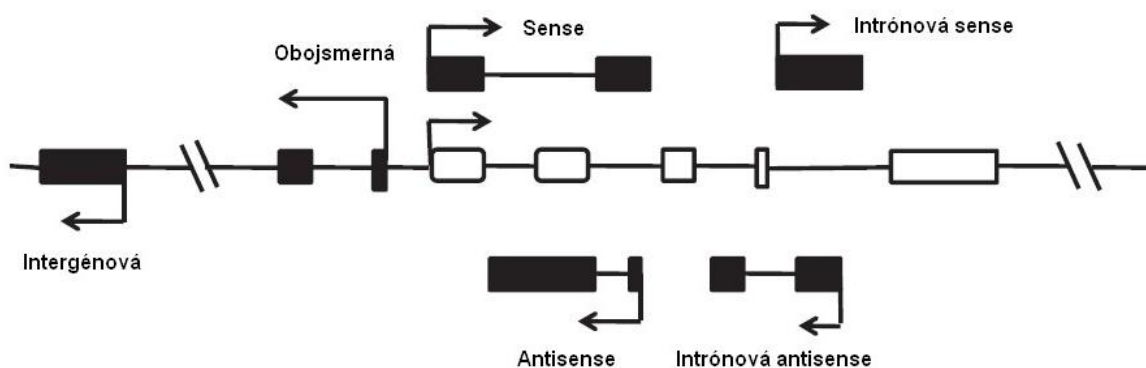 Sense
Intrónová sense
Obojsmerná
Intergénová
Antisense
Intrónová antisense